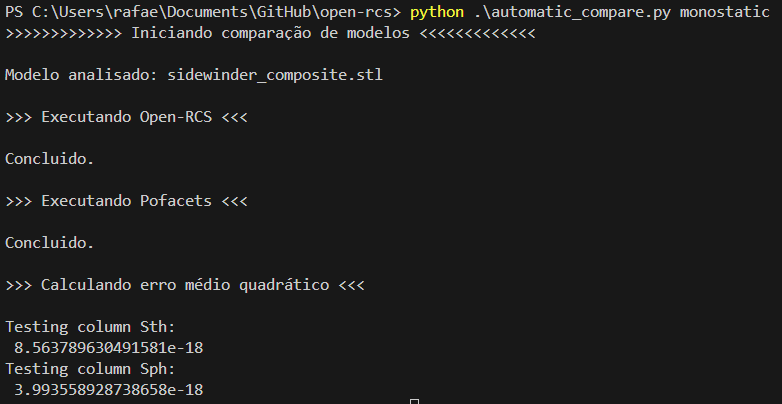 PS C:\Users\rafae\Documents\GitHub\open-rcs> python .\automatic_compare.py monostatic
>>>>>>>>>>>>> Iniciando comparação de modelos <<<<<<<<<<<<<
Modelo analisado: sidewinder_composite.stl
>>> Executando Open-RCS <<<
Concluido.
>>> Executando Pofacets <<<
Concluido.
>>> Calculando erro médio quadrático <<<
Testing column Sth:
8.563789630491581e-18
Testing column Sph:
3.993558928738658e-18